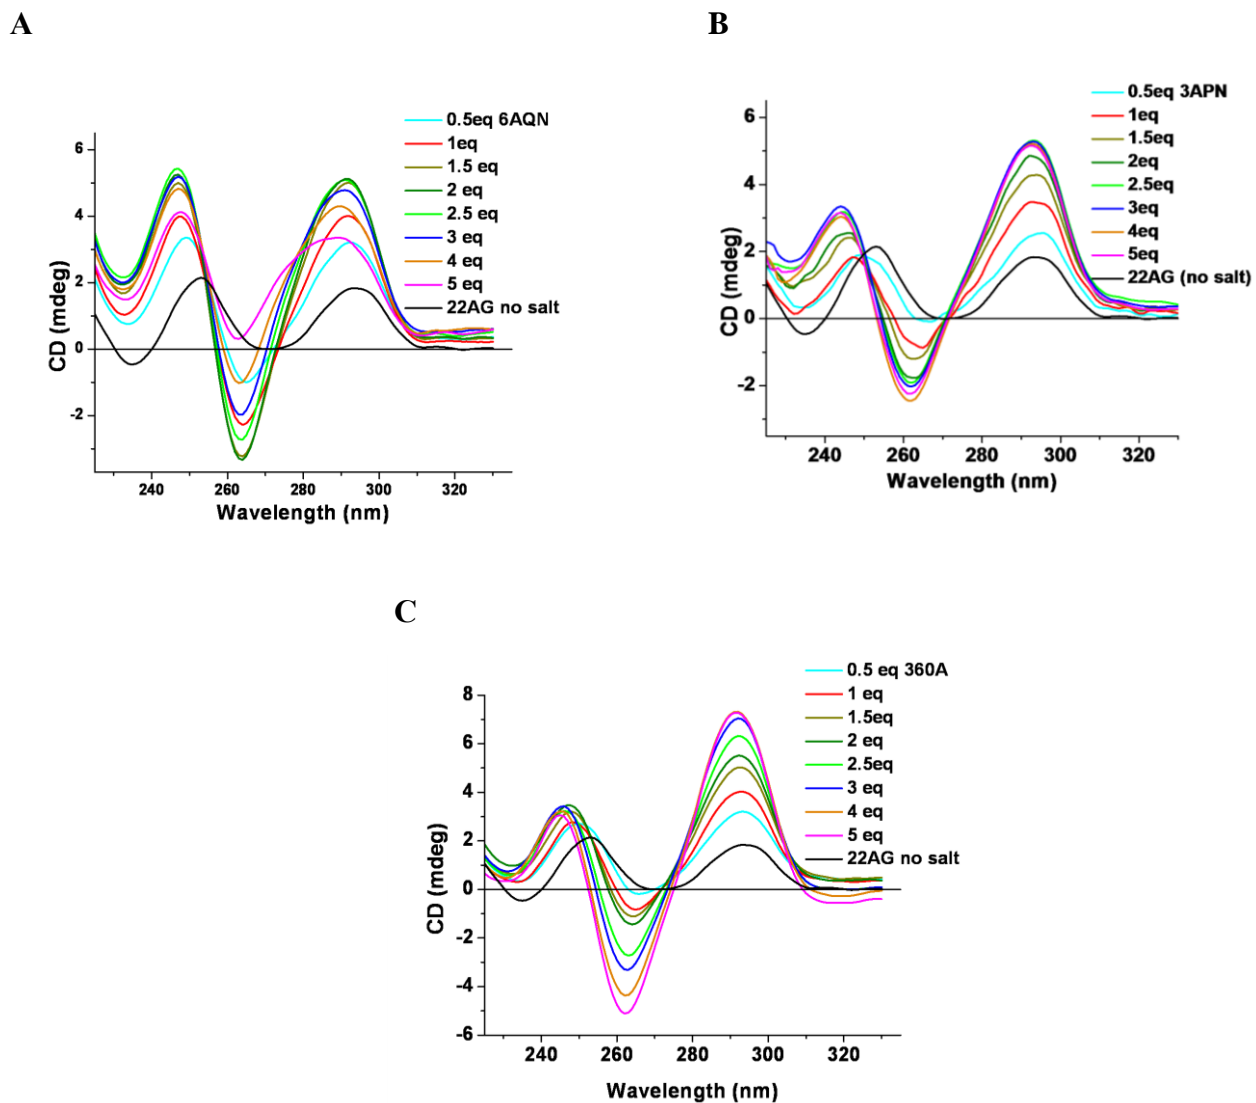 A
B
0.5eq 6AQN
1eq
1.5 eq
2 eq
2.5 eq
3 eq
4 eq
5 eq
22AG no salt
6
4
2
0
-2
CD (mdeg)
240
260
280
300
320
Wavelength (nm)
0.5eq 3APN
1eq
1.5eq
2eq
2.5eq
3eq
4eq
5eq
22AG (no salt)
6
4
2
0
-2
CD (mdeg)
240
260
280
300
320
Wavelength (nm)
C
0.5 eq 360A
1 eq
1.5eq
2 eq
2.5eq
3 eq
4 eq
5 eq
22AG no salt
8
6
4
2
0
-2
-4
-6
CD (mdeg)
240
260
280
300
320
Wavelength (nm)